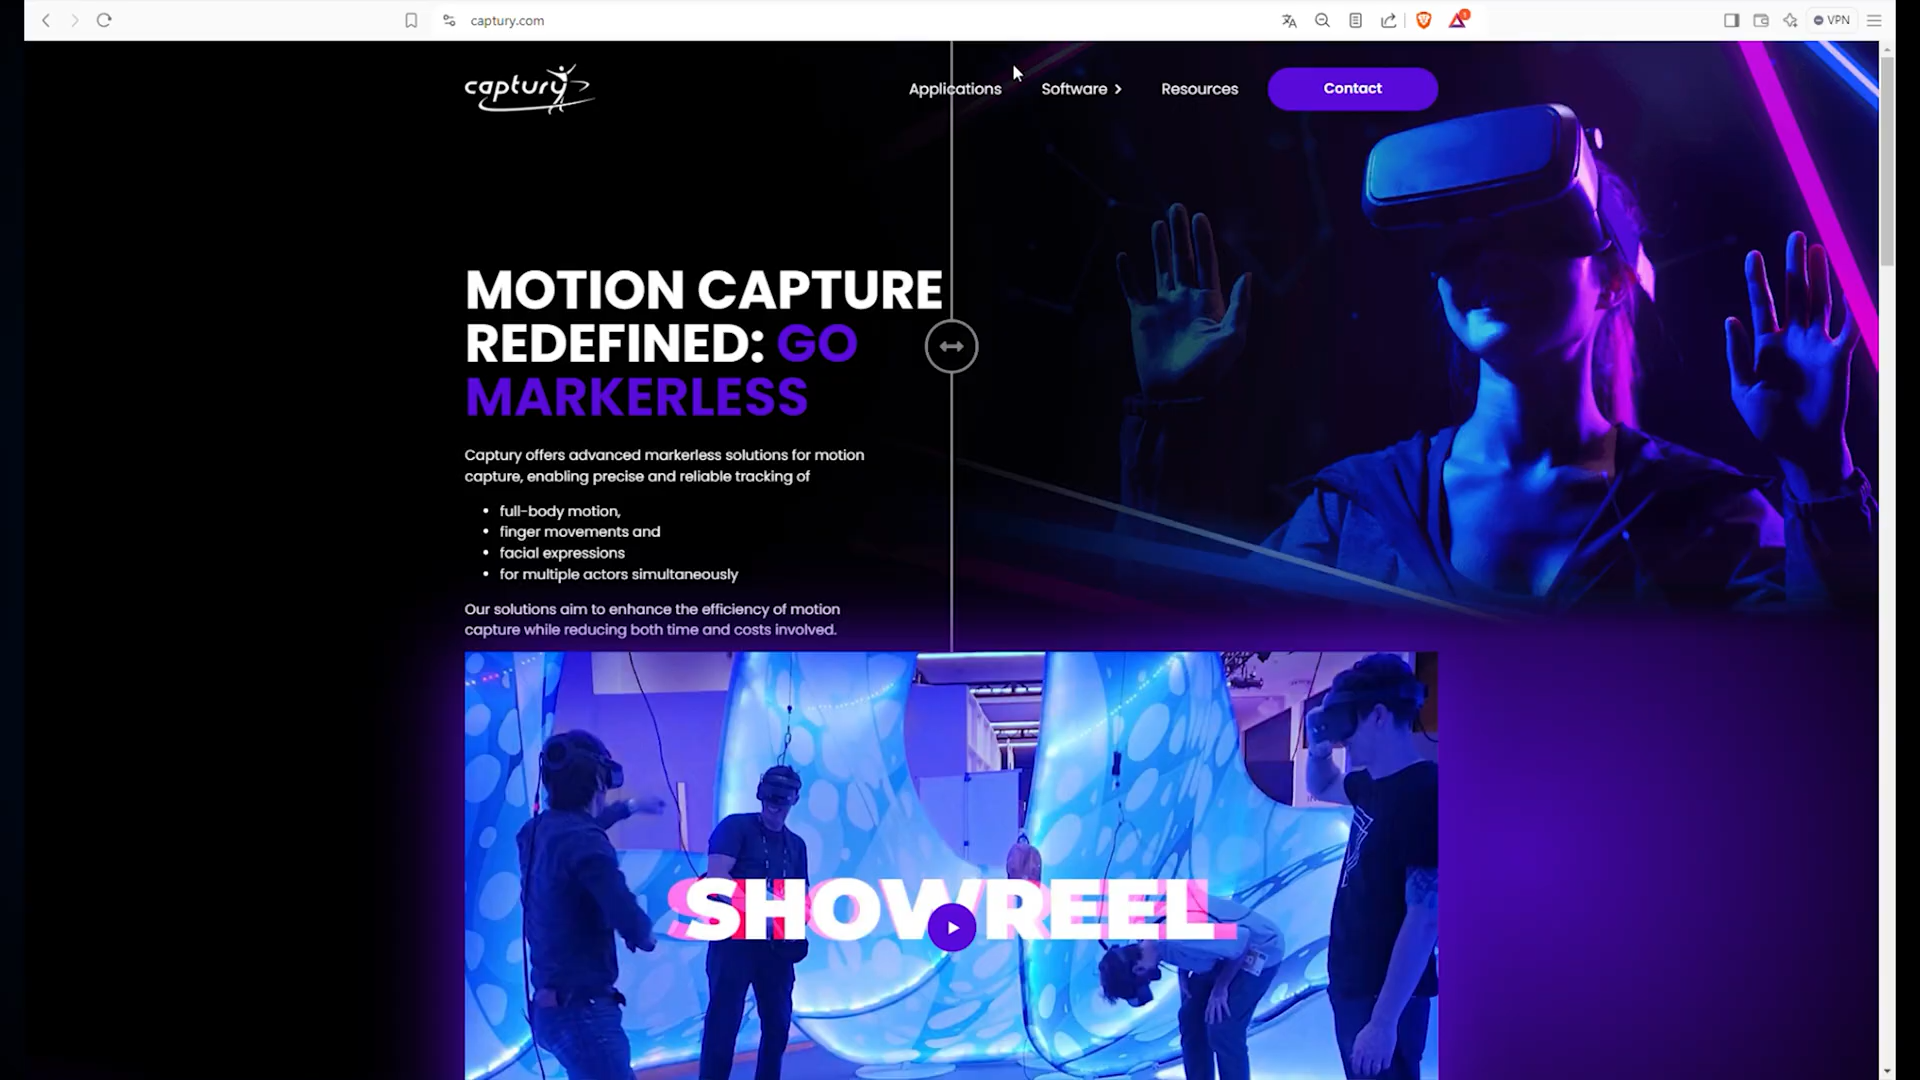 captury.com
1
VPN
captury
Applications
Software
Resources
Contact
MOTION CAPTURE
REDEFINED: GO
MARKERLESS
Captury offers advanced markerless solutions for motion
capture, enabling precise and reliable tracking of
• full-body motion,
• finger movements and
• facial expressions
• for multiple actors simultaneously
Our solutions aim to enhance the efficiency of motion
capture while reducing both time and costs involved.
SHOWREEL